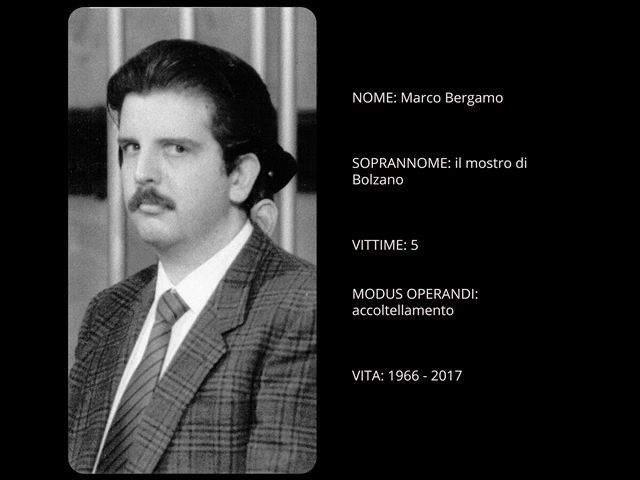 NOME: Marco Bergamo
SOPRANNOME: il mostro di
Bolzano
VITTIME: 5
MODUS OPERANDI:
accoltellamento
VITA: 1966 - 2017